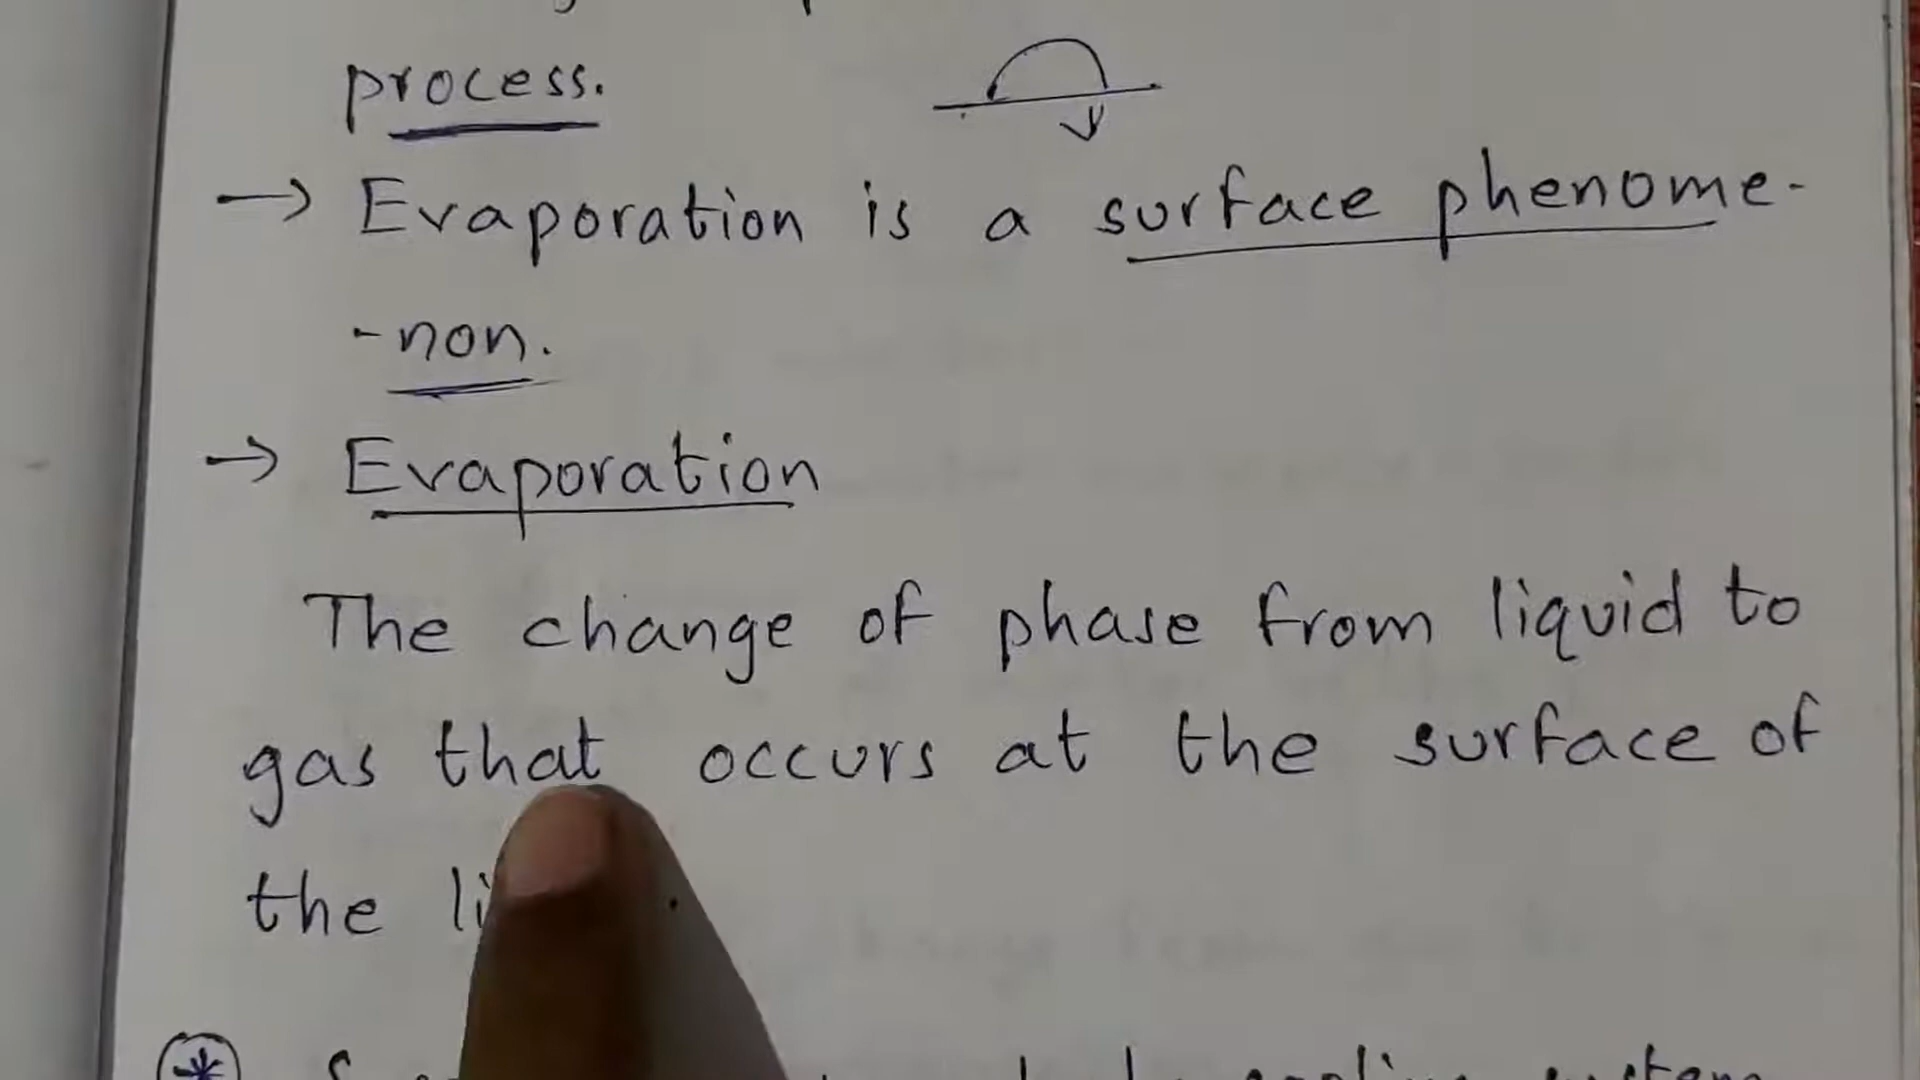 process.
→ Evaporation is a surface phenome-
-non.
→ Evaporation
The change of phase from liquid to
gas that occurs at the surface of
the